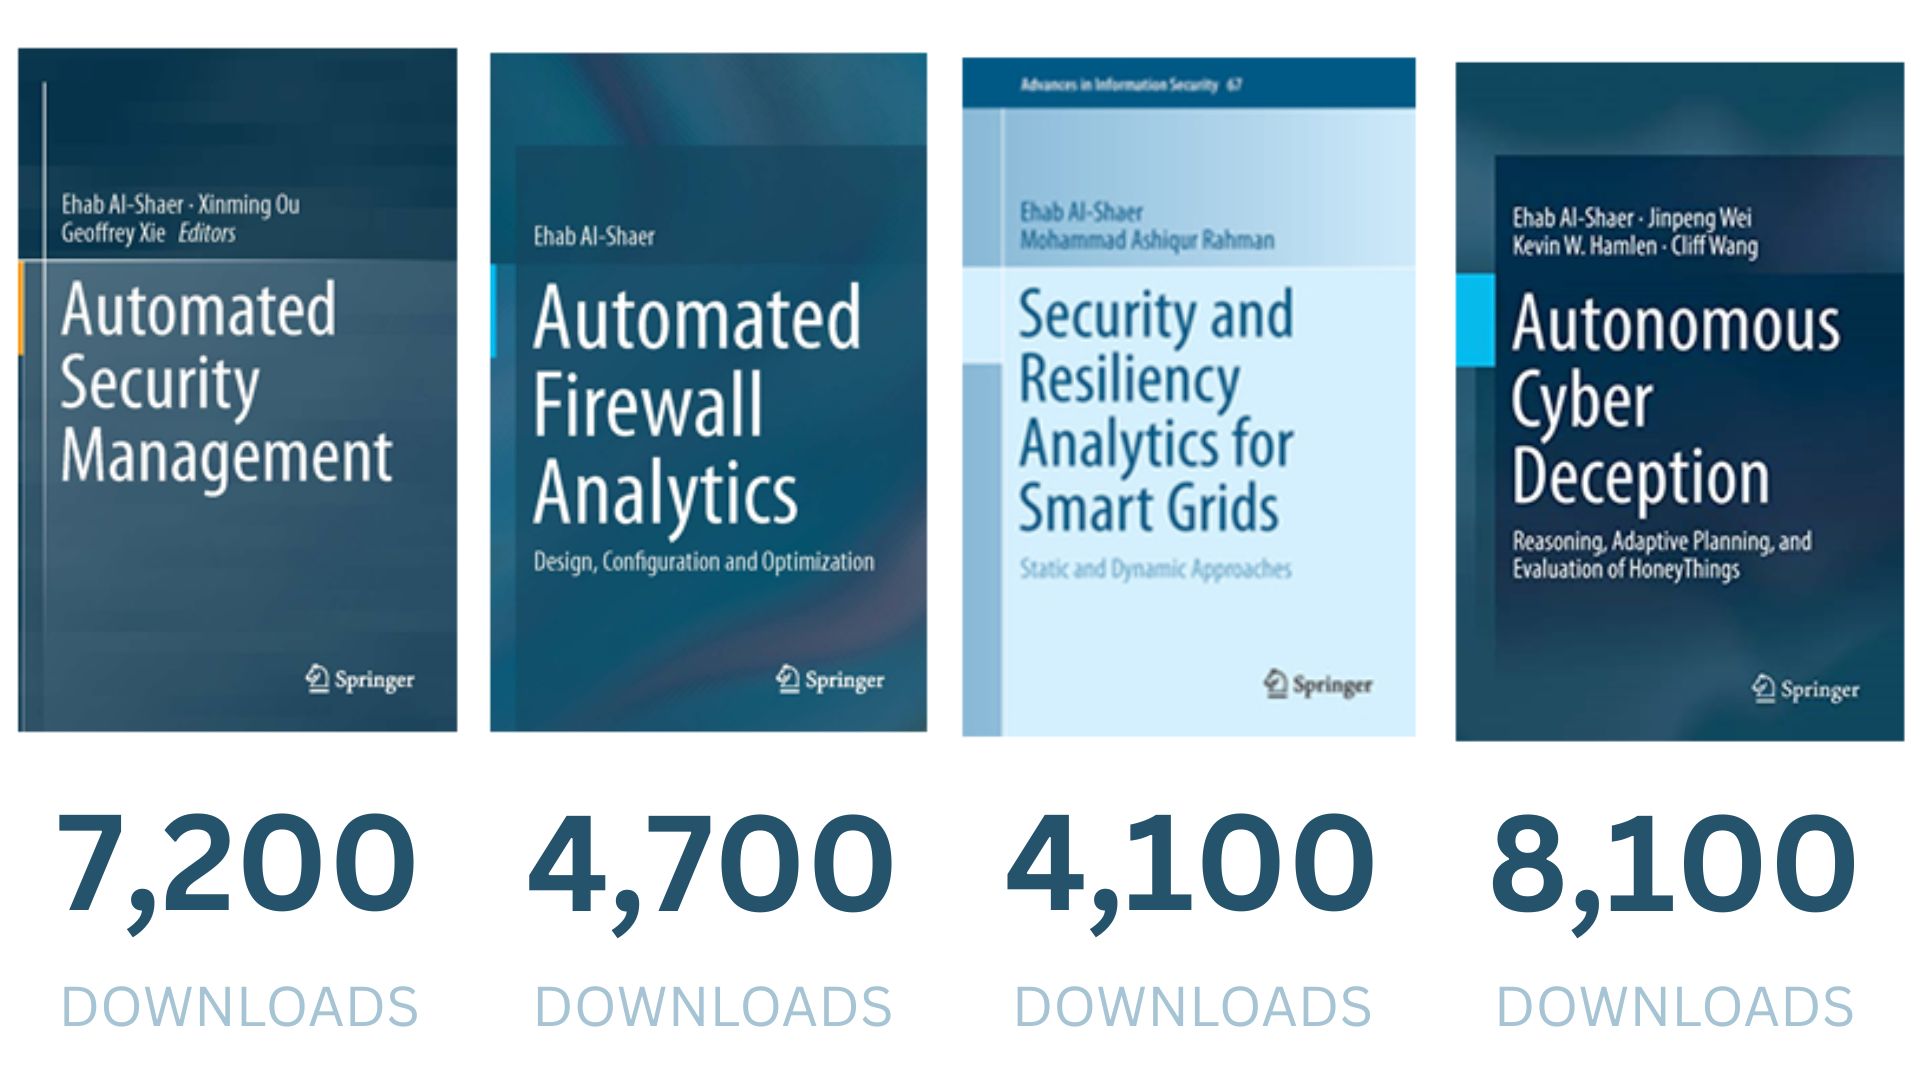 Ehab Al-Shaer · Xinming Ou
Geoffrey Xie Editors
Automated
Security
Management
Springer
7,200
DOWNLOADS
Ehab Al-Shaer
Automated
Firewall
Analytics
Design, Configuration and Optimization
Springer
4,700
DOWNLOADS
Advances in Information Security 67
Ehab Al-Shaer
Mohammad Ashiqur Rahman
Security and
Resiliency
Analytics for
Smart Grids
Static and Dynamic Approaches
Springer
4,100
DOWNLOADS
Ehab Al-Shaer · Jinpeng Wei
Kevin W. Hamlen · Cliff Wang
Autonomous
Cyber
Deception
Reasoning, Adaptive Planning, and
Evaluation of HoneyThings
Springer
8,100
DOWNLOADS